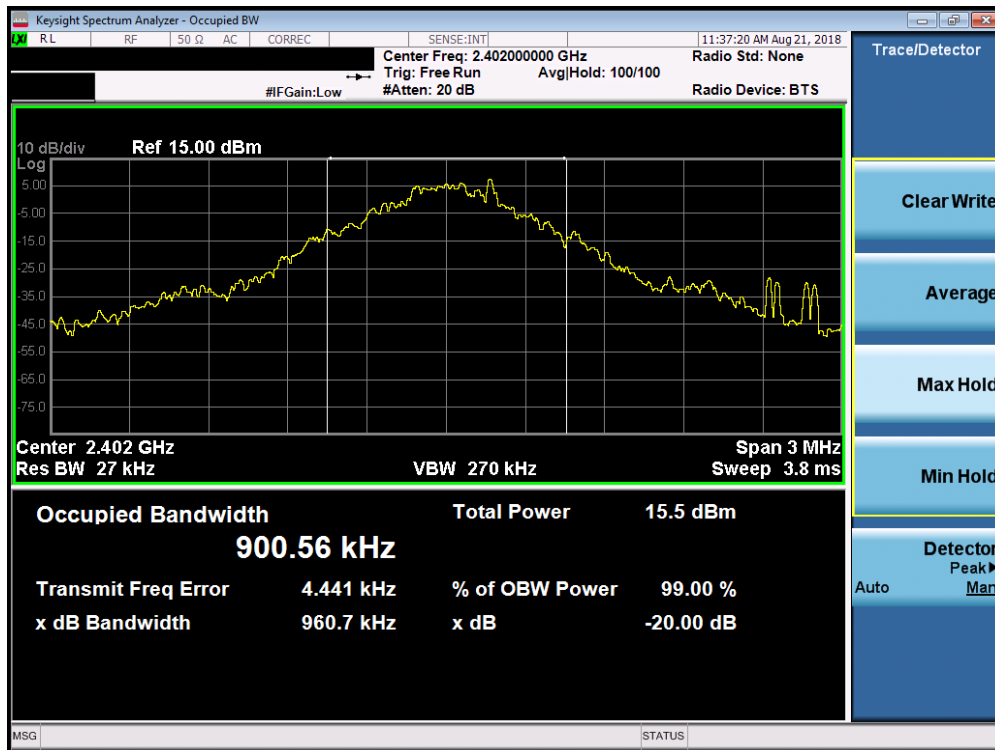 Keysight Spectrum Analyzer - Occupied BW
LXI RL RF 50 Ω AC CORREC SENSE:INT 11:37:20 AM Aug 21, 2018
Center Freq: 2.402000000 GHz Radio Std: None
Trig: Free Run Avg|Hold: 100/100
#IFGain:Low #Atten: 20 dB Radio Device: BTS
10 dB/div Ref 15.00 dBm
Log
5.00
-5.00
-15.0
-25.0
-35.0
-45.0
-55.0
-65.0
-75.0
Center 2.402 GHz Span 3 MHz
Res BW 27 kHz VBW 270 kHz Sweep 3.8 ms
Occupied Bandwidth Total Power 15.5 dBm
900.56 kHz
Transmit Freq Error 4.441 kHz % of OBW Power 99.00 %
x dB Bandwidth 960.7 kHz x dB -20.00 dB
MSG STATUS
Trace/Detector
Clear Write
Average
Max Hold
Min Hold
Detector
Peak▶
Auto Man